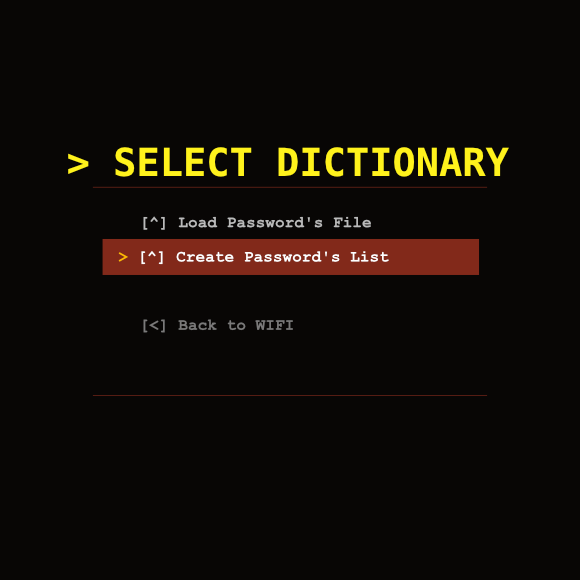 > SELECT DICTIONARY
[^] Load Password's File
> [^] Create Password's List
[<] Back to WIFI